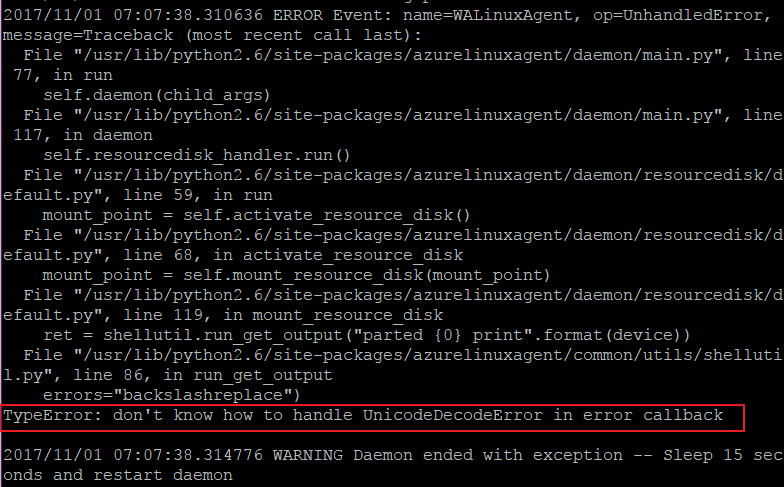 2017/11/01 07:07:38.310636 ERROR Event: name=WALinuxAgent, op=UnhandledError,
message=Traceback (most recent call last):
  File "/usr/lib/python2.6/site-packages/azurelinuxagent/daemon/main.py", line
 77, in run
    self.daemon(child_args)
  File "/usr/lib/python2.6/site-packages/azurelinuxagent/daemon/main.py", line
 117, in daemon
    self.resourcedisk_handler.run()
  File "/usr/lib/python2.6/site-packages/azurelinuxagent/daemon/resourcedisk/d
efault.py", line 59, in run
    mount_point = self.activate_resource_disk()
  File "/usr/lib/python2.6/site-packages/azurelinuxagent/daemon/resourcedisk/d
efault.py", line 68, in activate_resource_disk
    mount_point = self.mount_resource_disk(mount_point)
  File "/usr/lib/python2.6/site-packages/azurelinuxagent/daemon/resourcedisk/d
efault.py", line 119, in mount_resource_disk
    ret = shellutil.run_get_output("parted {0} print".format(device))
  File "/usr/lib/python2.6/site-packages/azurelinuxagent/common/utils/shelluti
l.py", line 86, in run_get_output
    errors="backslashreplace")
TypeError: don't know how to handle UnicodeDecodeError in error callback
2017/11/01 07:07:38.314776 WARNING Daemon ended with exception -- Sleep 15 sec
onds and restart daemon